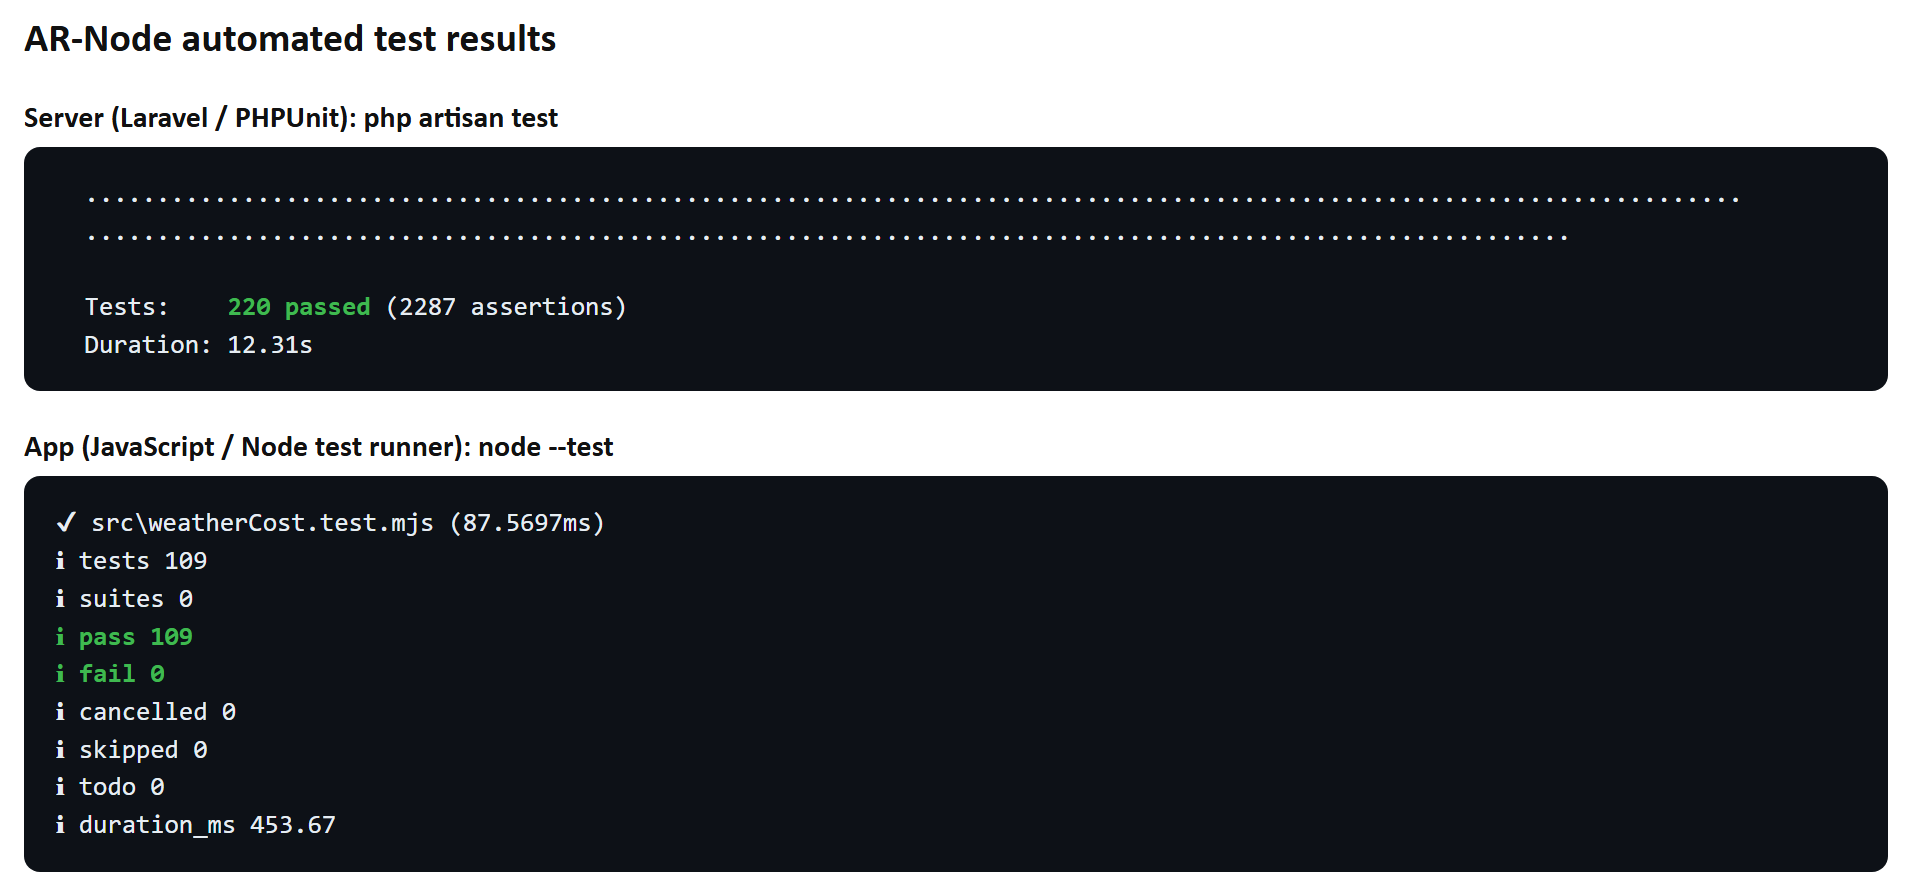 AR-Node automated test results
Server (Laravel / PHPUnit): php artisan test
....................................................................................................................
........................................................................................................
Tests:    220 passed (2287 assertions)
Duration: 12.31s
App (JavaScript / Node test runner): node --test
✔ src\weatherCost.test.mjs (87.5697ms)
ℹ tests 109
ℹ suites 0
ℹ pass 109
ℹ fail 0
ℹ cancelled 0
ℹ skipped 0
ℹ todo 0
ℹ duration_ms 453.67